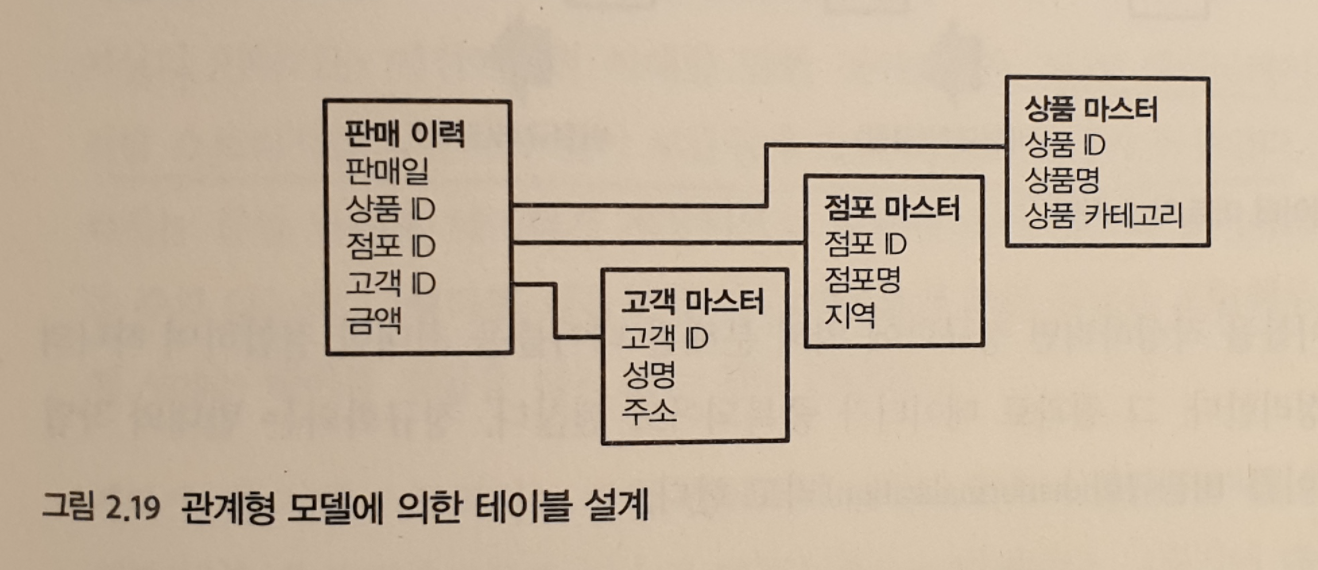 판매 이력
판매일
상품 ID
점포 ID
고객 ID
금액
고객 마스터
고객 ID
성명
주소
점포 마스터
점포 ID
점포명
지역
상품 마스터
상품 ID
상품명
상품 카테고리
그림 2.19 관계형 모델에 의한 테이블 설계